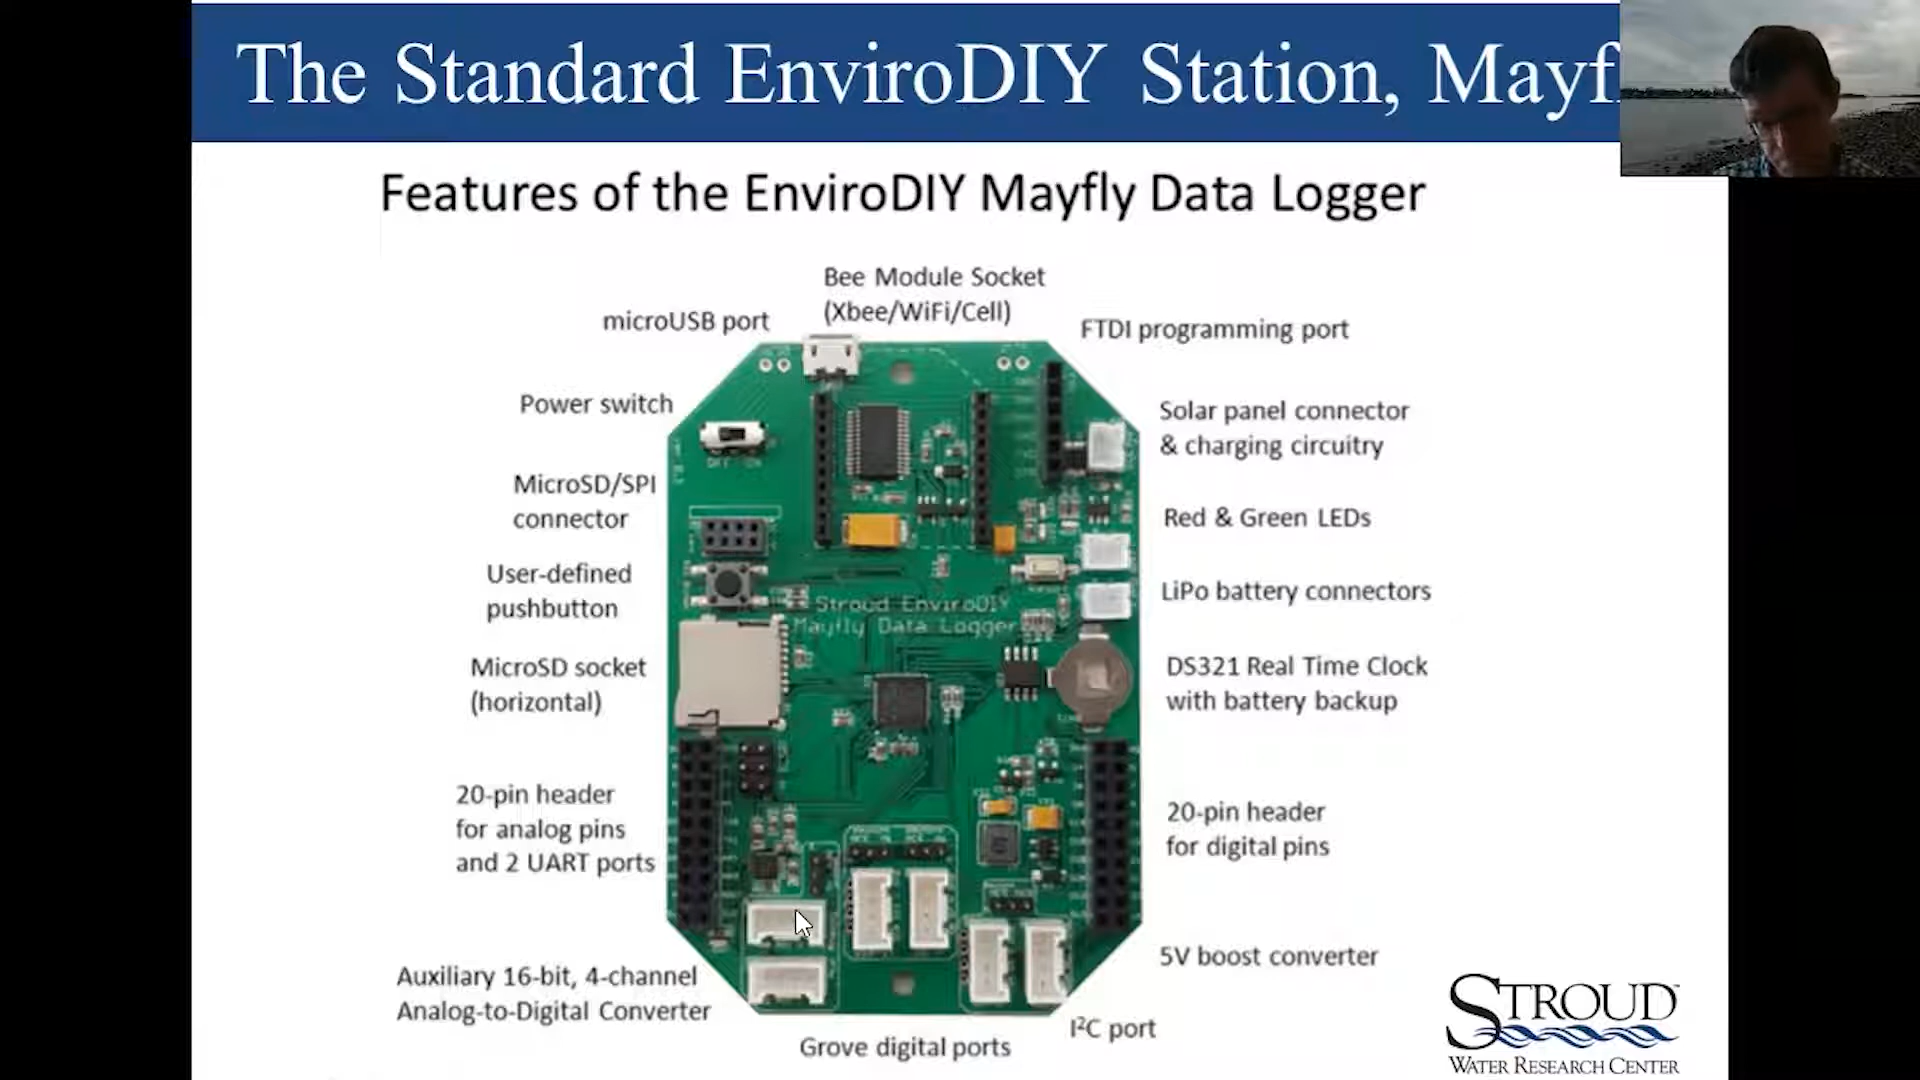 The Standard EnviroDIY Station, Mayf
Features of the EnviroDIY Mayfly Data Logger
Bee Module Socket
(Xbee/WiFi/Cell)
microUSB port
FTDI programming port
Power switch
Solar panel connector
& charging circuitry
MicroSD/SPI
connector
Red & Green LEDs
User-defined
pushbutton
LiPo battery connectors
Stroud EnviroDIY
Mayfly Data Logger
MicroSD socket
(horizontal)
DS321 Real Time Clock
with battery backup
20-pin header
for analog pins
and 2 UART ports
20-pin header
for digital pins
5V boost converter
Auxiliary 16-bit, 4-channel
Analog-to-Digital Converter
I²C port
Grove digital ports
STROUD™
WATER RESEARCH CENTER